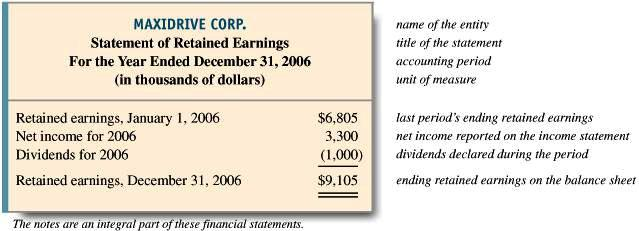 MAXIDRIVE CORP. name of the entity
Statement of Retained Earnings title of the statement
For the Year Ended December 31, 2006 accounting period
(in thousands of dollars) unit of measure
Retained earnings, January 1, 2006 $6,805 last period's ending retained earnings
Net income for 2006 3,300 net income reported on the income statement
Dividends for 2006 (1,000) dividends declared during the period
Retained earnings, December 31, 2006 $9,105 ending retained earnings on the balance sheet
The notes are an integral part of these financial statements.